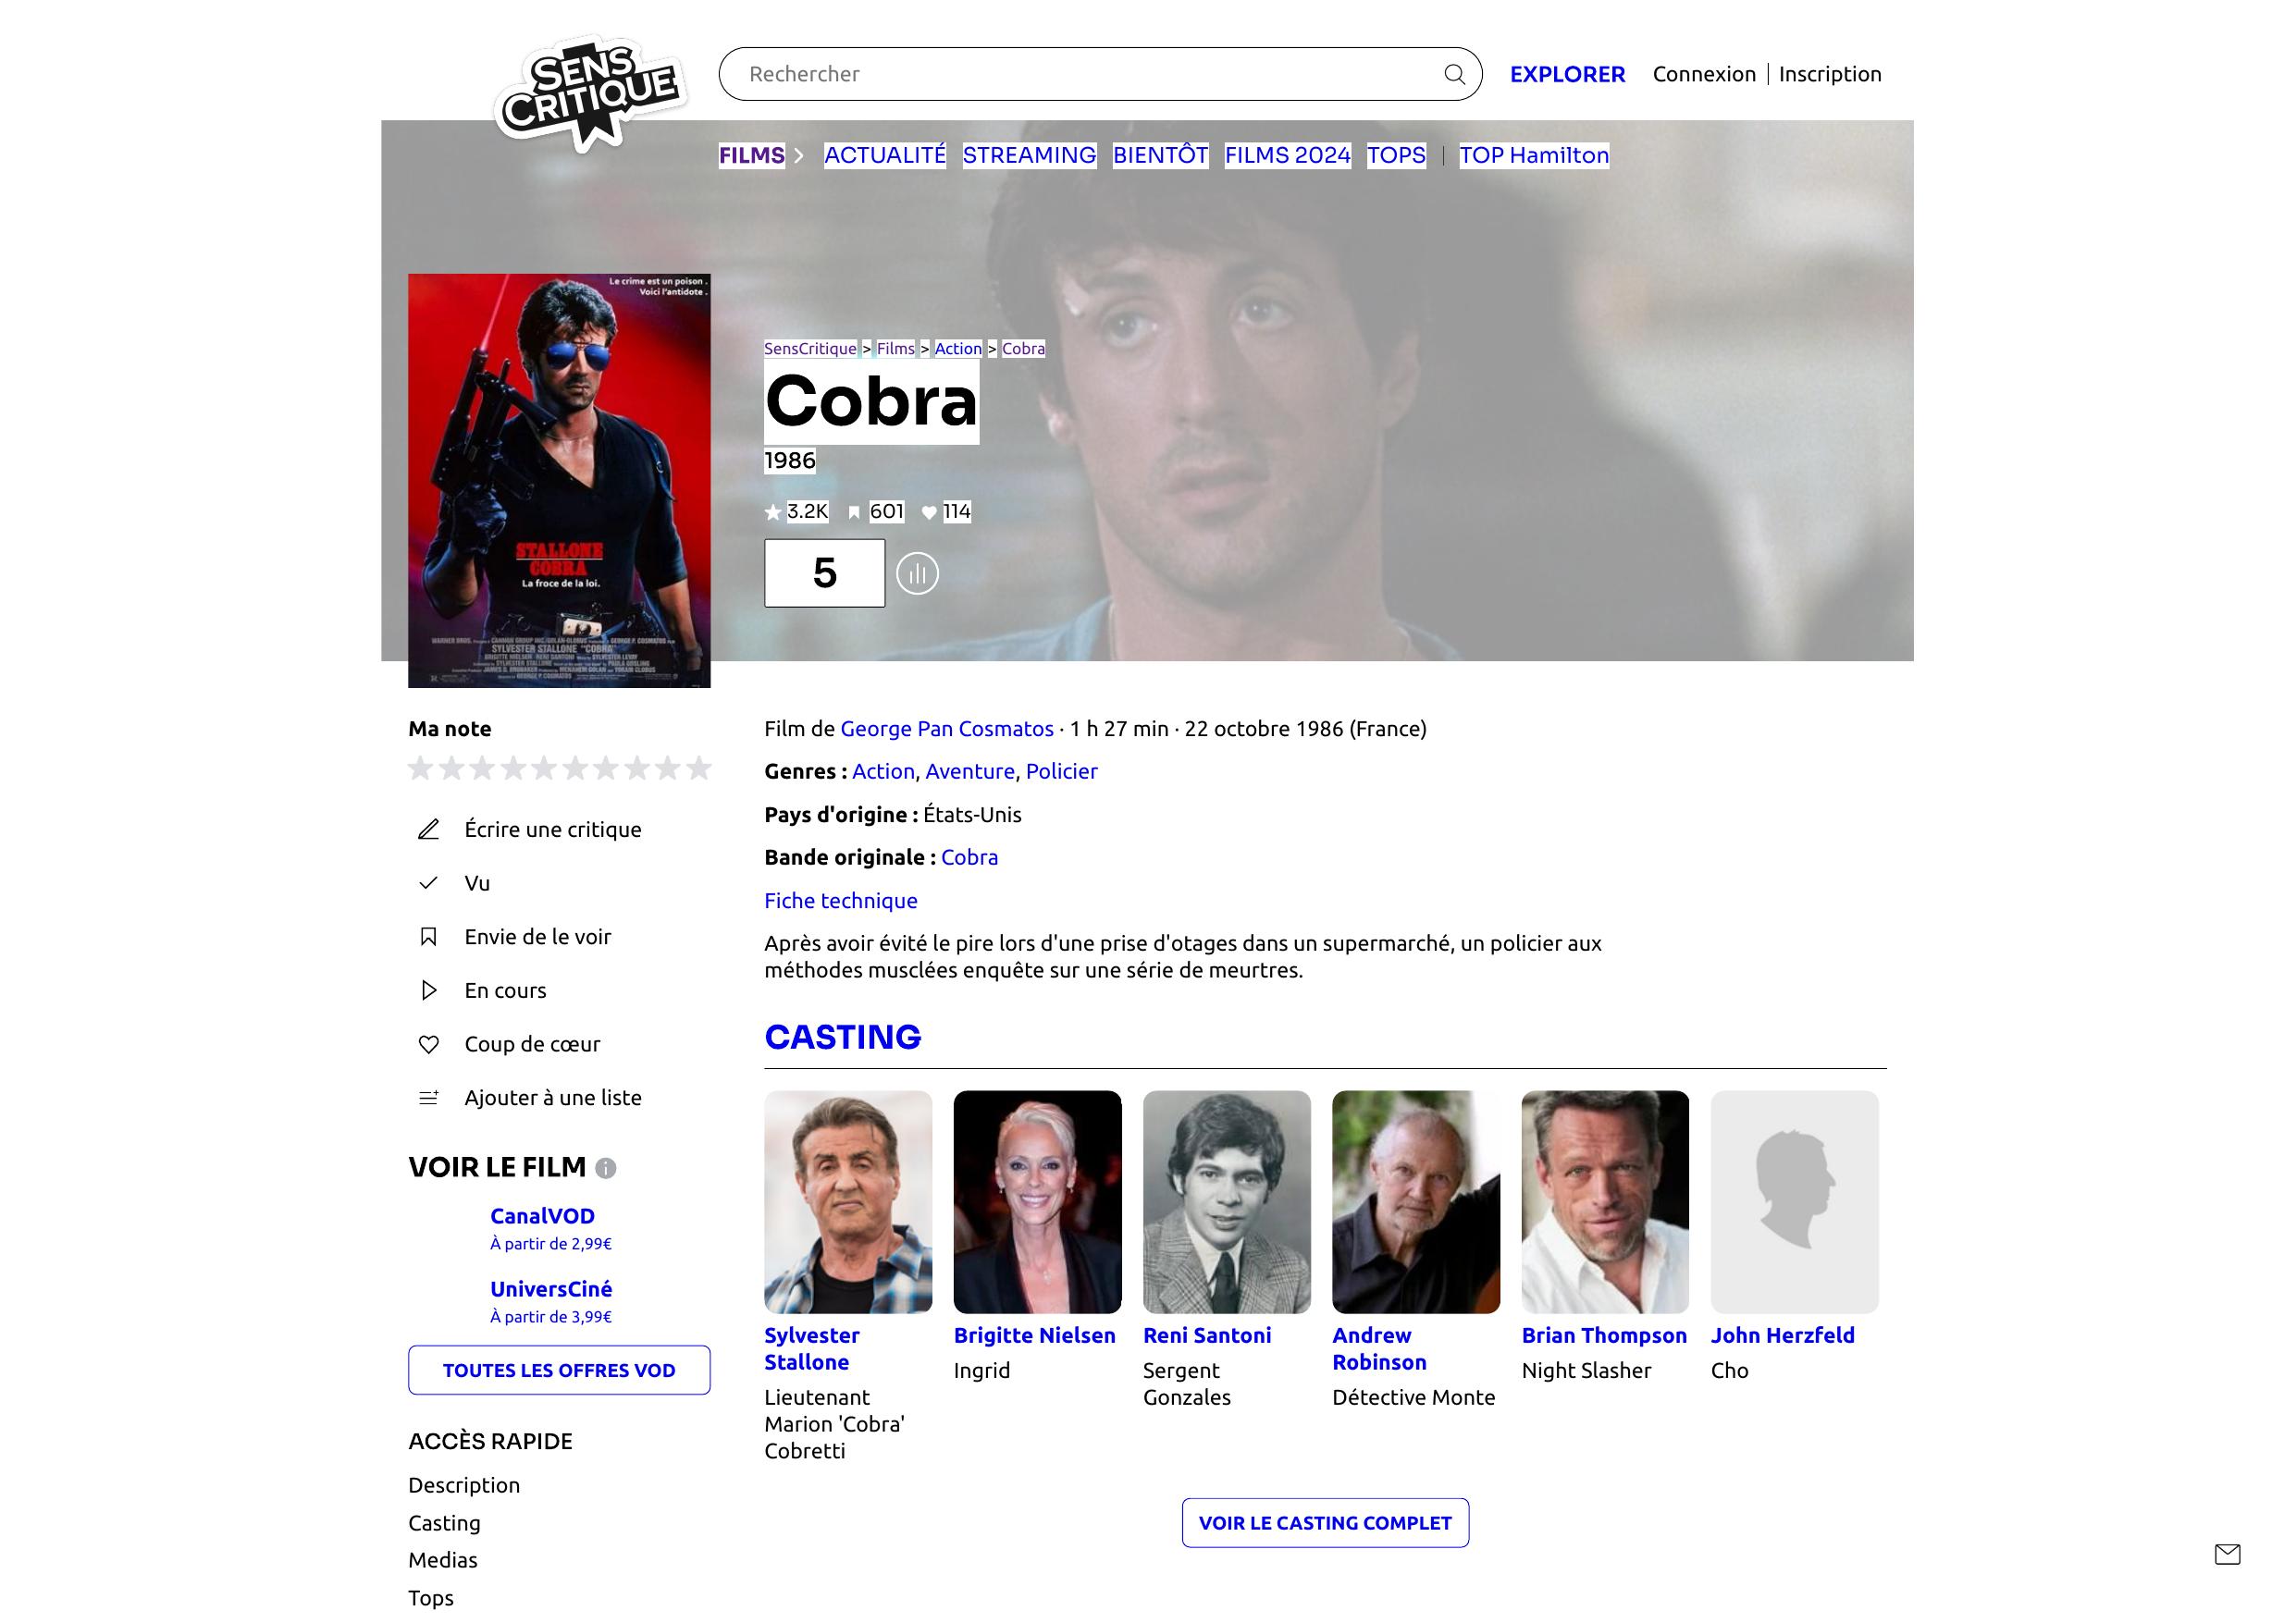 SENS
CRITIQUE
Rechercher
EXPLORER
Connexion | Inscription
FILMS > ACTUALITÉ STREAMING BIENTÔT FILMS 2024 TOPS | TOP Hamilton
Le crime est un poison .
Voici l'antidote .
STALLONE
COBRA
La froce de la loi.
SYLVESTER STALLONE "COBRA"
SensCritique > Films > Action > Cobra
Cobra
1986
3.2K 601 114
5
Ma note
Écrire une critique
Vu
Envie de le voir
En cours
Coup de cœur
Ajouter à une liste
VOIR LE FILM
CanalVOD
À partir de 2,99€
UniversCiné
À partir de 3,99€
TOUTES LES OFFRES VOD
ACCÈS RAPIDE
Description
Casting
Medias
Tops
Film de George Pan Cosmatos · 1 h 27 min · 22 octobre 1986 (France)
Genres : Action, Aventure, Policier
Pays d'origine : États-Unis
Bande originale : Cobra
Fiche technique
Après avoir évité le pire lors d'une prise d'otages dans un supermarché, un policier aux
méthodes musclées enquête sur une série de meurtres.
CASTING
Sylvester
Stallone
Lieutenant
Marion 'Cobra'
Cobretti
Brigitte Nielsen
Ingrid
Reni Santoni
Sergent
Gonzales
Andrew
Robinson
Détective Monte
Brian Thompson
Night Slasher
John Herzfeld
Cho
VOIR LE CASTING COMPLET